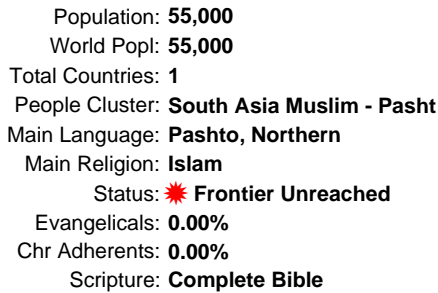 Population: 55,000
World Popl: 55,000
Total Countries: 1
People Cluster: South Asia Muslim - Pasht
Main Language: Pashto, Northern
Main Religion: Islam
Status: Frontier Unreached
Evangelicals: 0.00%
Chr Adherents: 0.00%
Scripture: Complete Bible